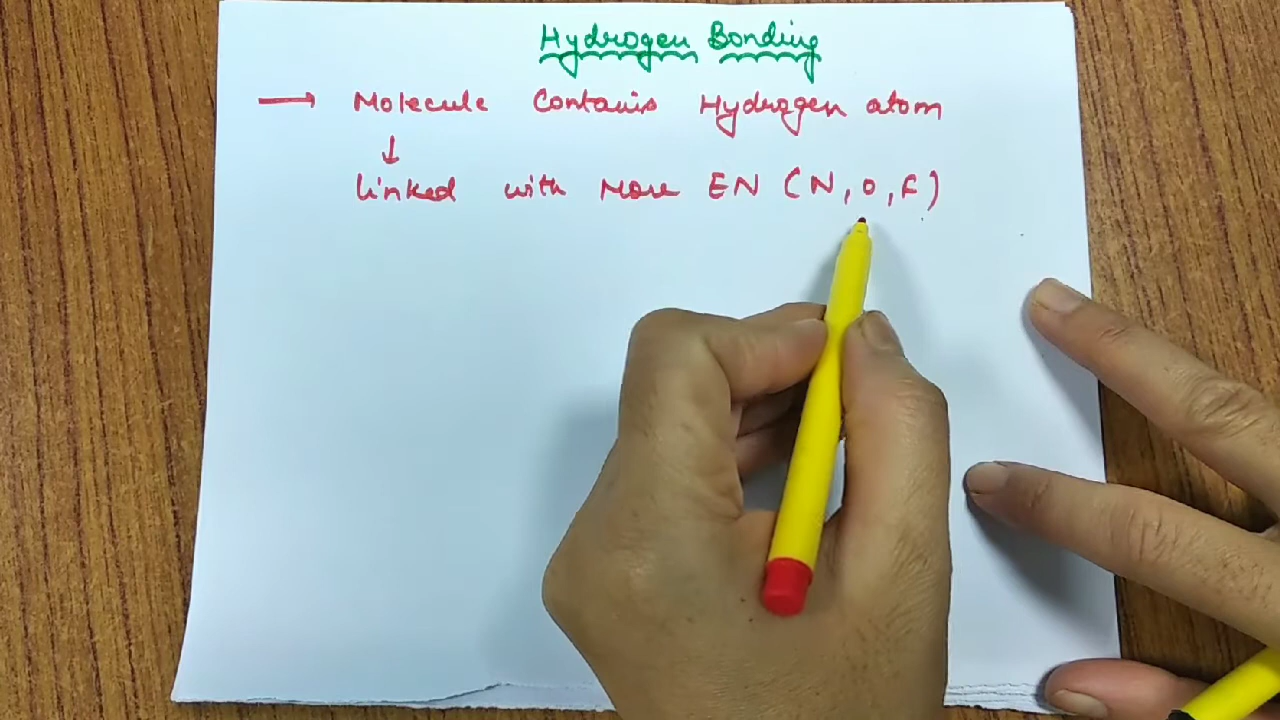 Hydrogen Bonding
→ Molecule Contains Hydrogen atom
↓
linked with More EN (N, O, F)